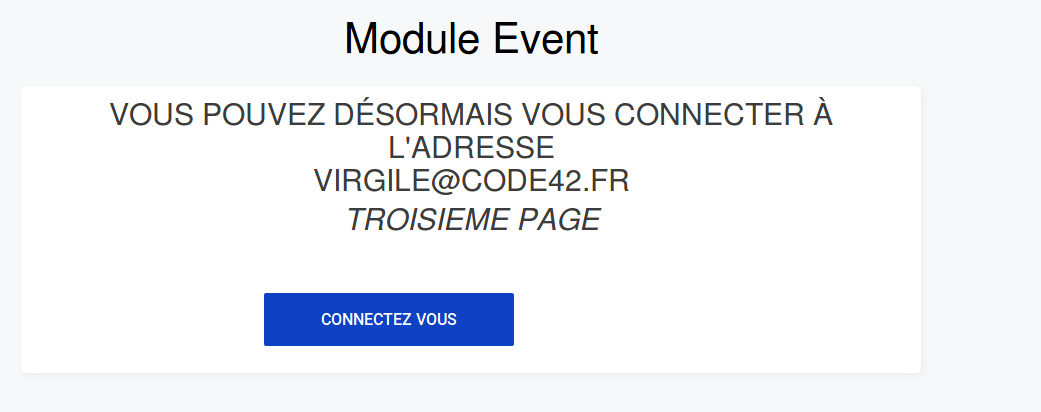 Module Event
VOUS POUVEZ DÉSORMAIS VOUS CONNECTER À
L'ADRESSE
VIRGILE@CODE42.FR
TROISIEME PAGE
CONNECTEZ VOUS